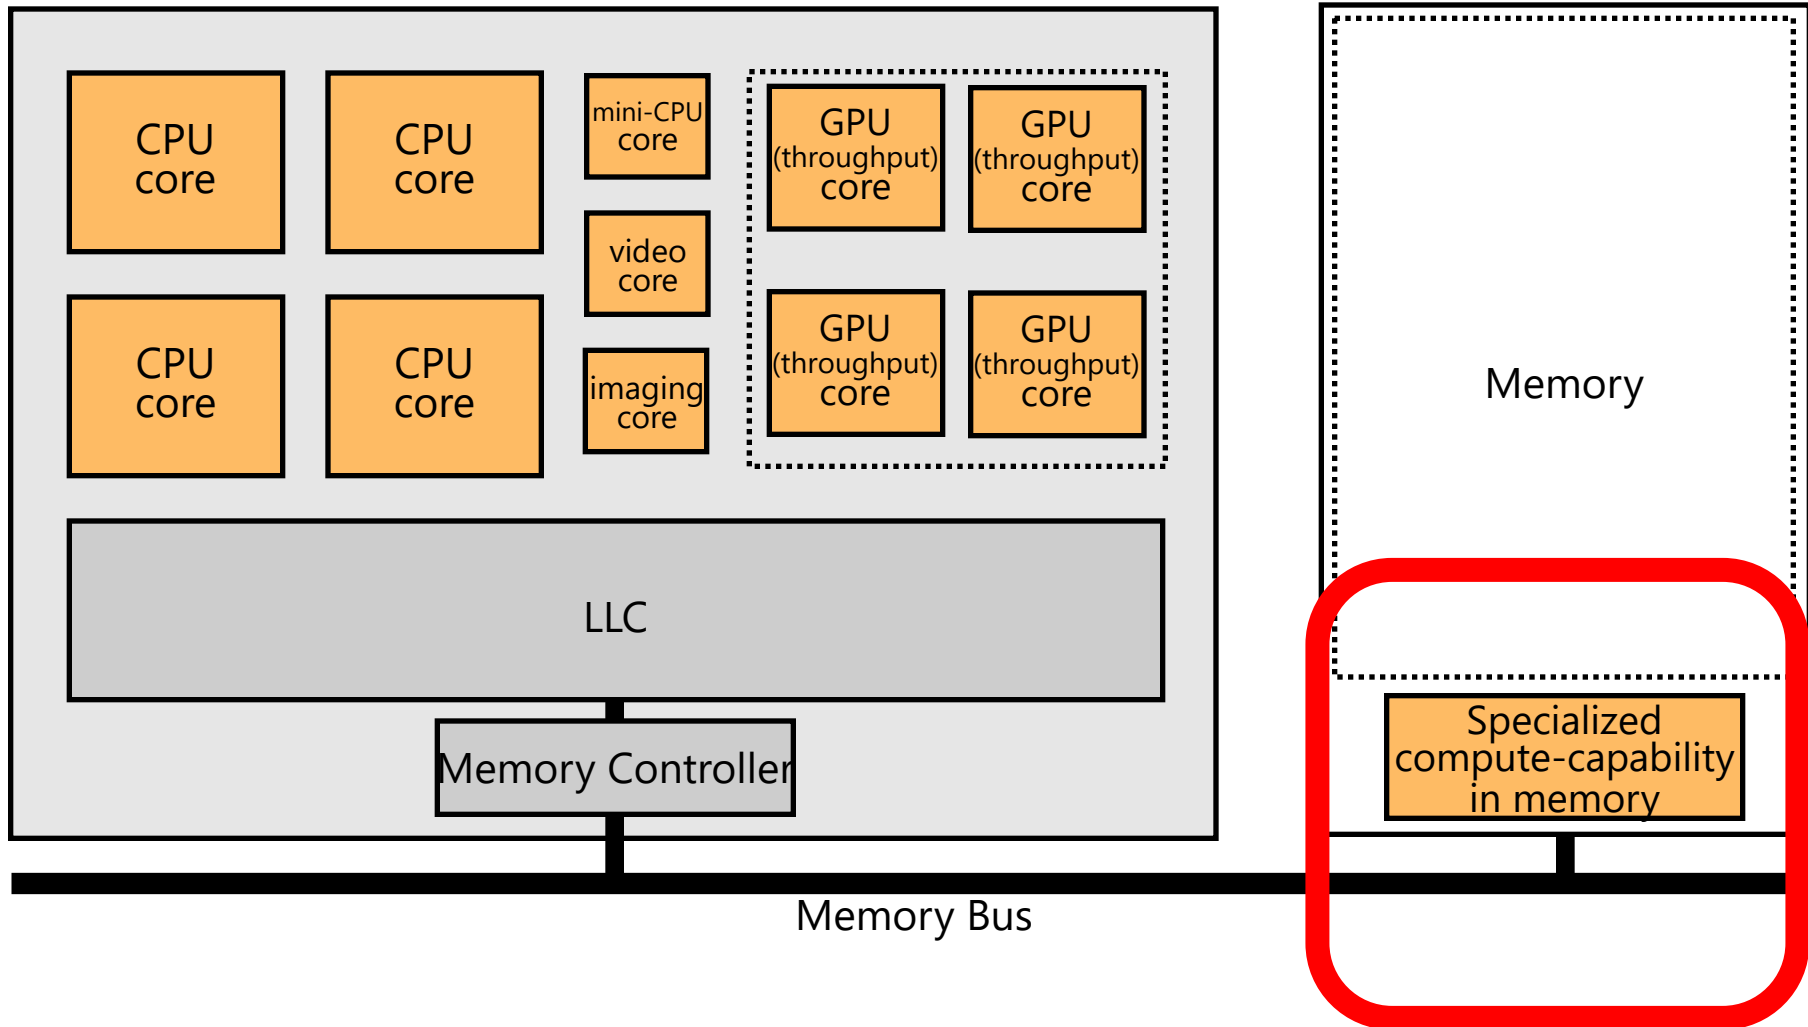 CPU
core
CPU
core
mini-CPU
core
video
core
imaging
core
GPU
(throughput)
core
GPU
(throughput)
core
CPU
core
CPU
core
GPU
(throughput)
core
GPU
(throughput)
core
LLC
Memory Controller
Memory Bus
Memory
Specialized
compute-capability
in memory